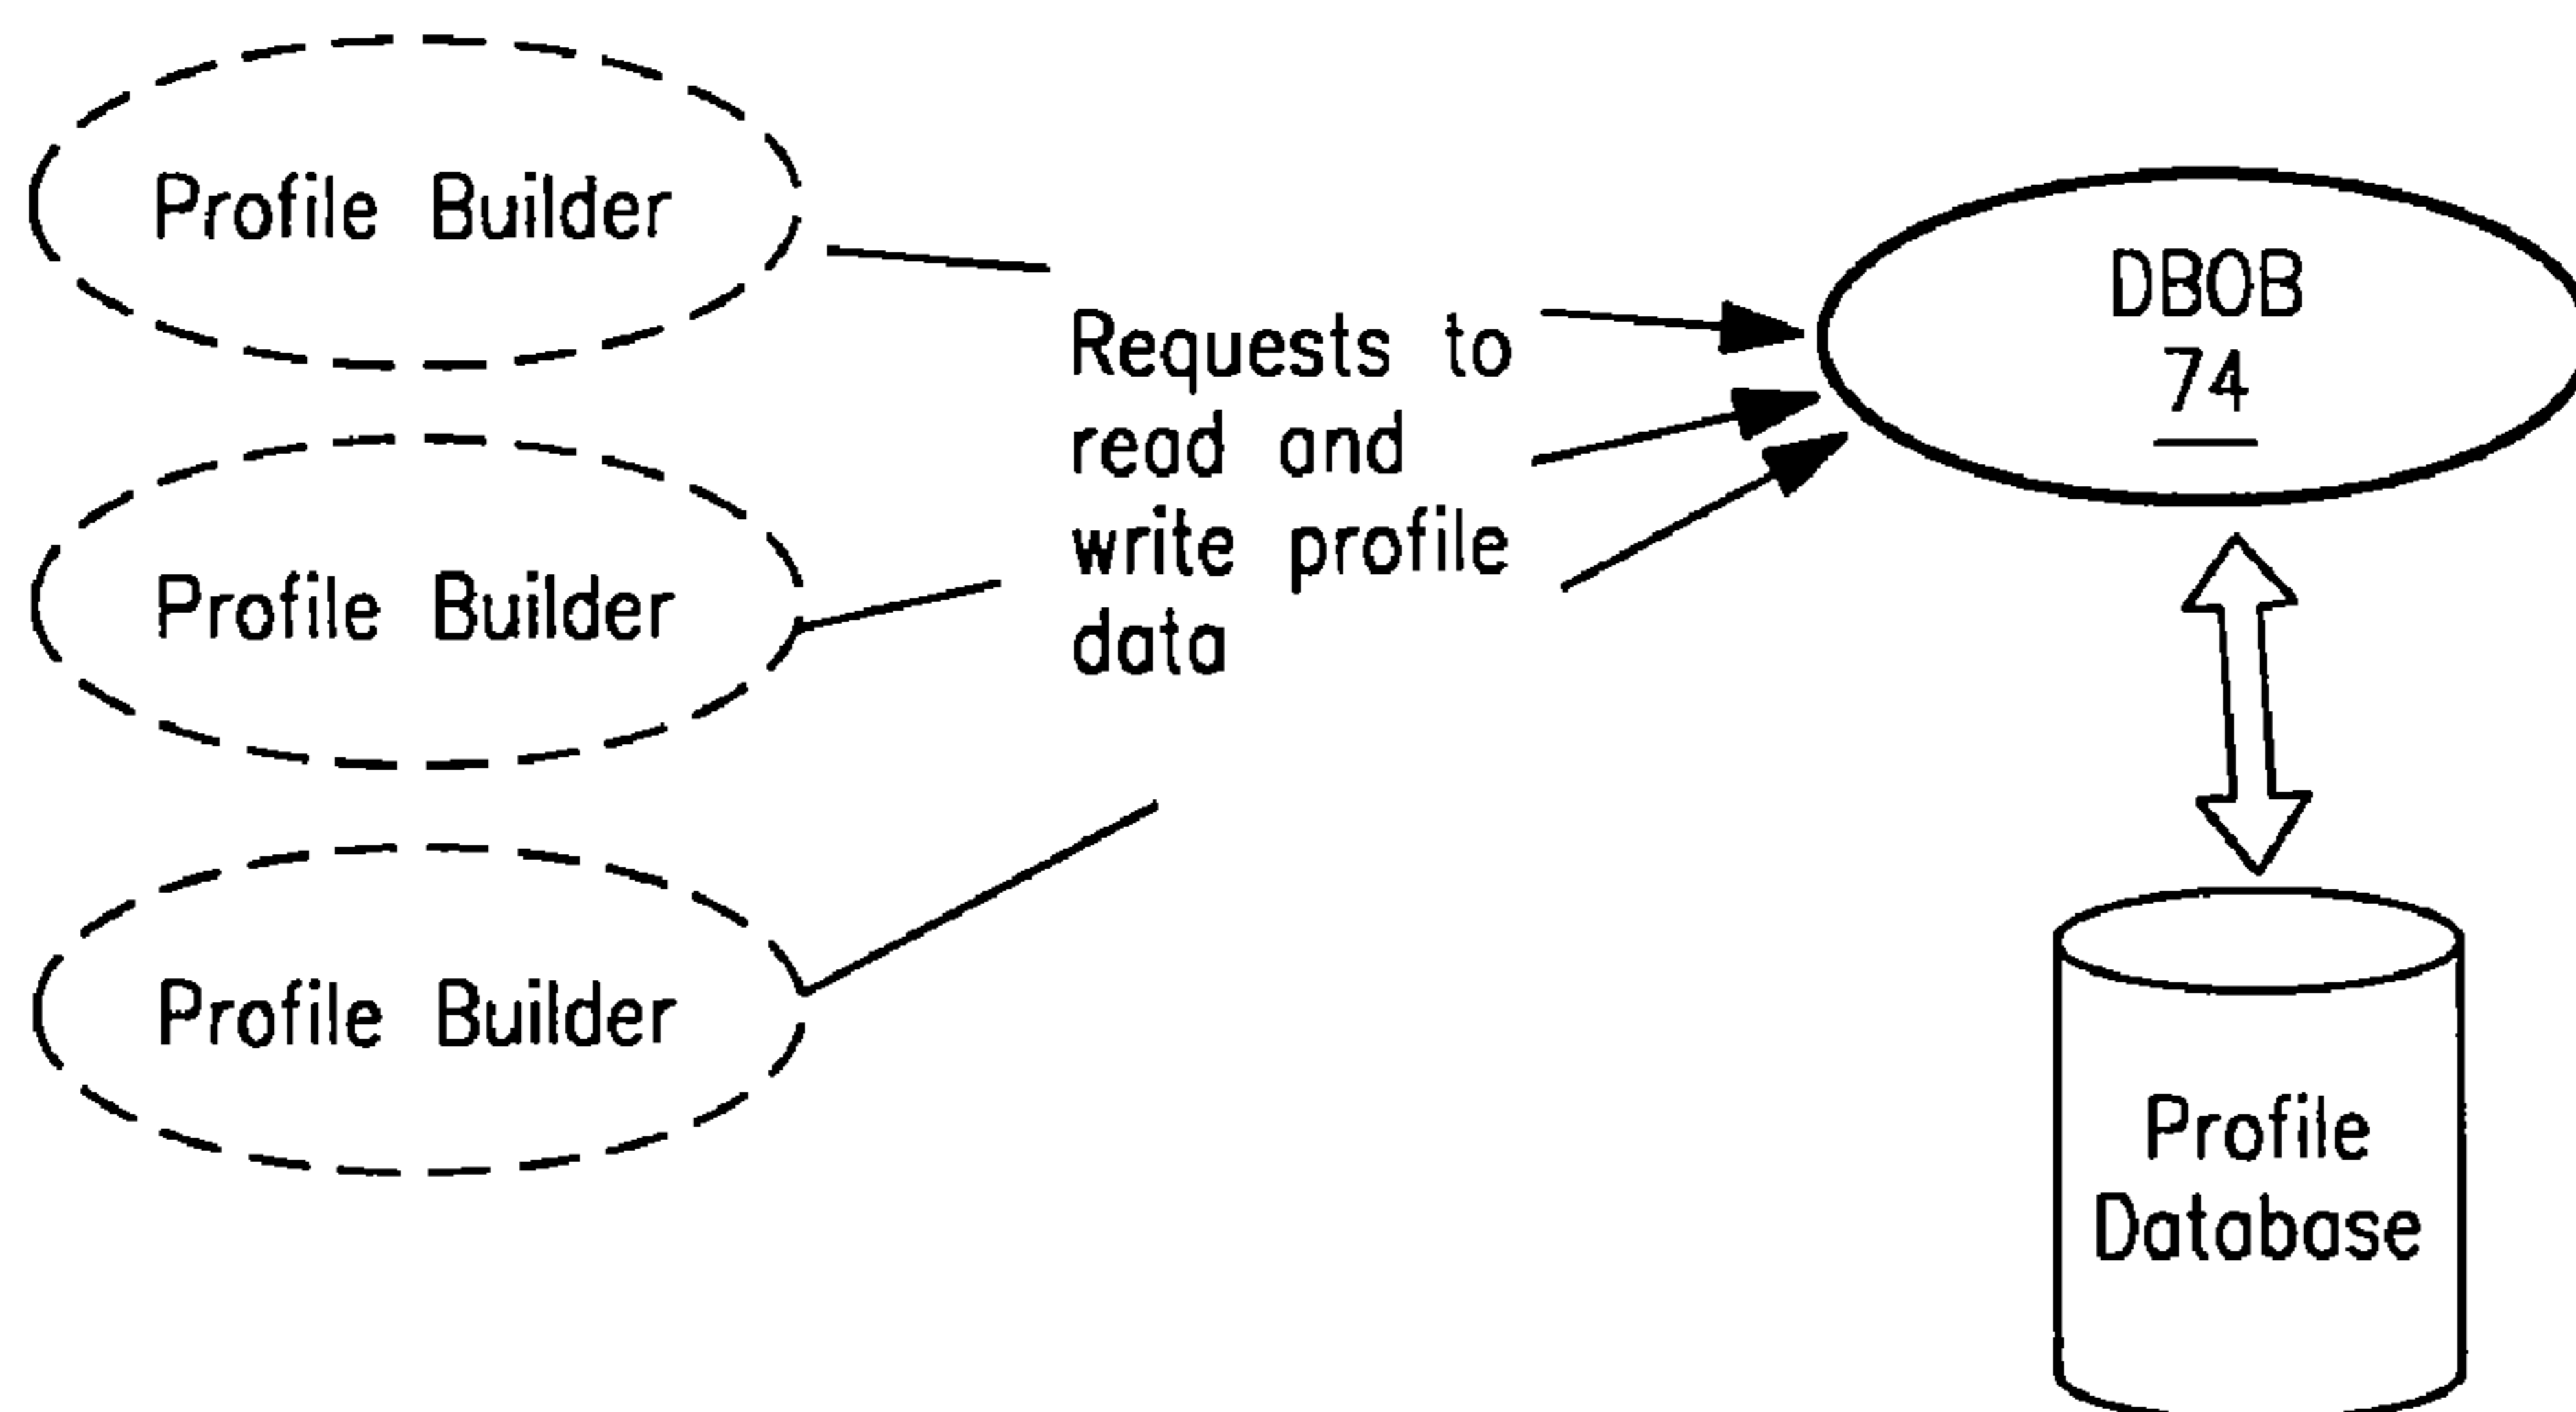 Profile Builder
Requests to
read and
write profile
data
DBOB
74
Profile Builder
Profile Builder
Profile
Database